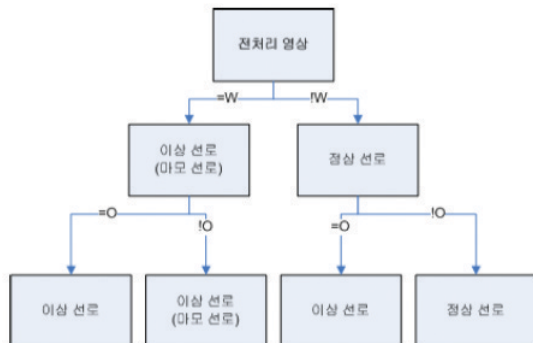 전처리 영상
=W
!W
이상 선로
(마모 선로)
정상 선로
=O
!O
=O
!O
이상 선로
이상 선로
(마모 선로)
이상 선로
정상 선로